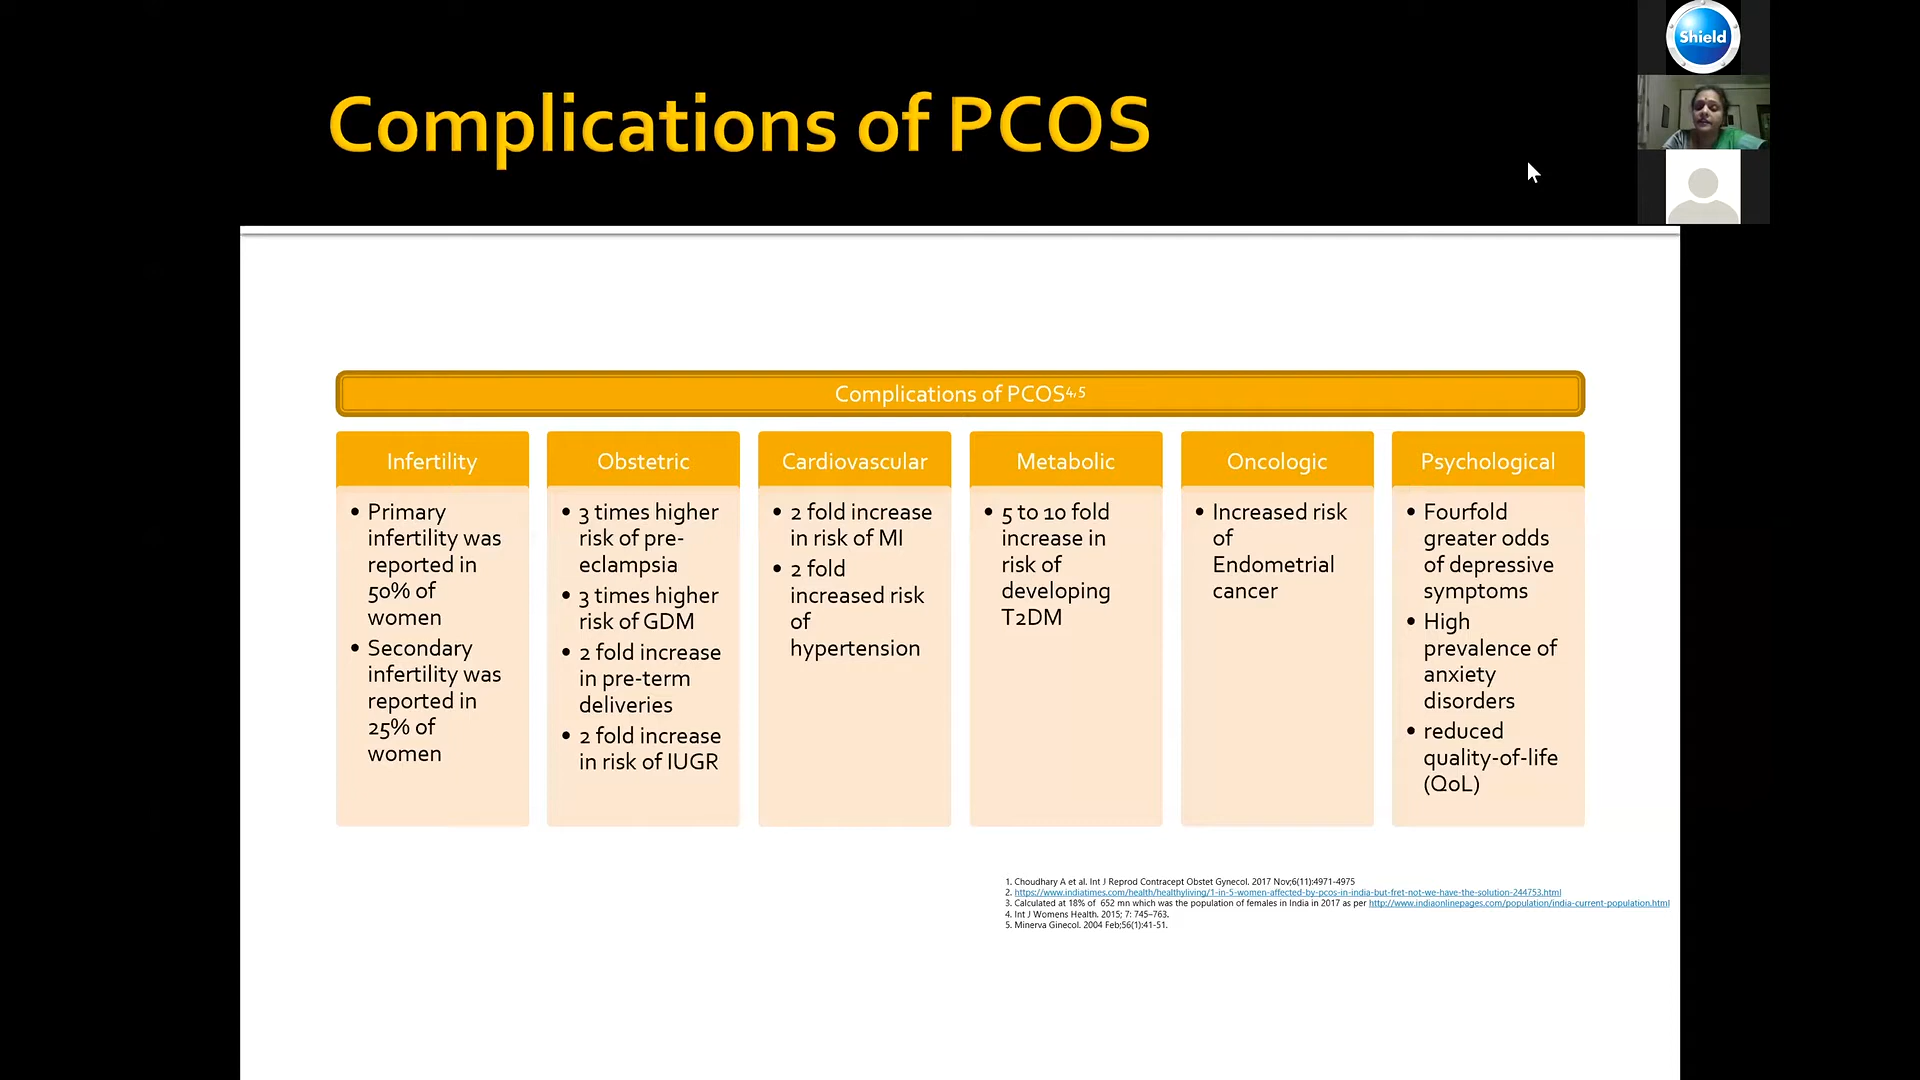 Shield
Complications of PCOS
Complications of PCOS4,5
Infertility
• Primary
infertility was
reported in
50% of
women
• Secondary
infertility was
reported in
25% of
women
Obstetric
• 3 times higher
risk of pre-
eclampsia
• 3 times higher
risk of GDM
• 2 fold increase
in pre-term
deliveries
• 2 fold increase
in risk of IUGR
Cardiovascular
• 2 fold increase
in risk of MI
• 2 fold
increased risk
of
hypertension
Metabolic
• 5 to 10 fold
increase in
risk of
developing
T2DM
Oncologic
• Increased risk
of
Endometrial
cancer
Psychological
• Fourfold
greater odds
of depressive
symptoms
• High
prevalence of
anxiety
disorders
• reduced
quality-of-life
(QoL)
1. Choudhary A et al. Int J Reprod Contracept Obstet Gynecol. 2017 Nov;6(11):4971-4975
2. https://www.indiatimes.com/health/healthyliving/1-in-5-women-affected-by-pcos-in-india-but-fret-not-we-have-the-solution-244753.html
3. Calculated at 18% of 652 mn which was the population of females in India in 2017 as per http://www.indiaonlinepages.com/population/india-current-population.html
4. Int J Womens Health. 2015; 7: 745–763.
5. Minerva Ginecol. 2004 Feb;56(1):41-51.